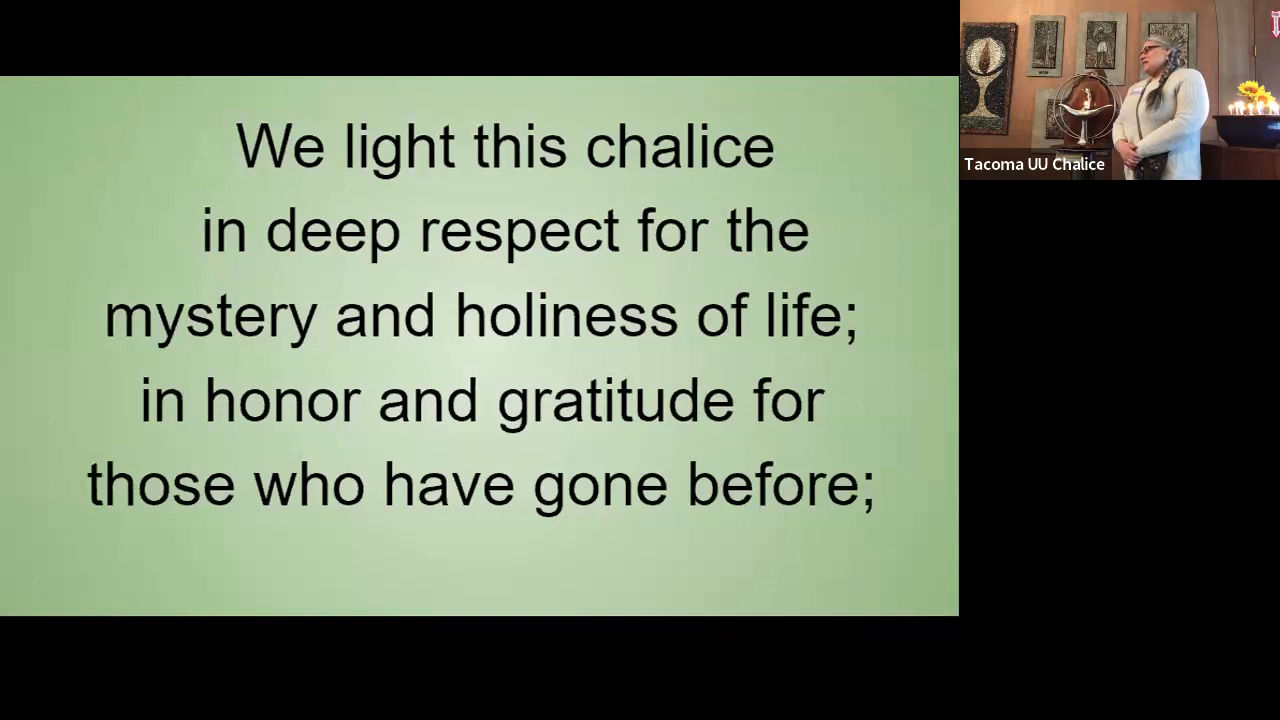 We light this chalice
in deep respect for the
mystery and holiness of life;
in honor and gratitude for
those who have gone before;
Tacoma UU Chalice